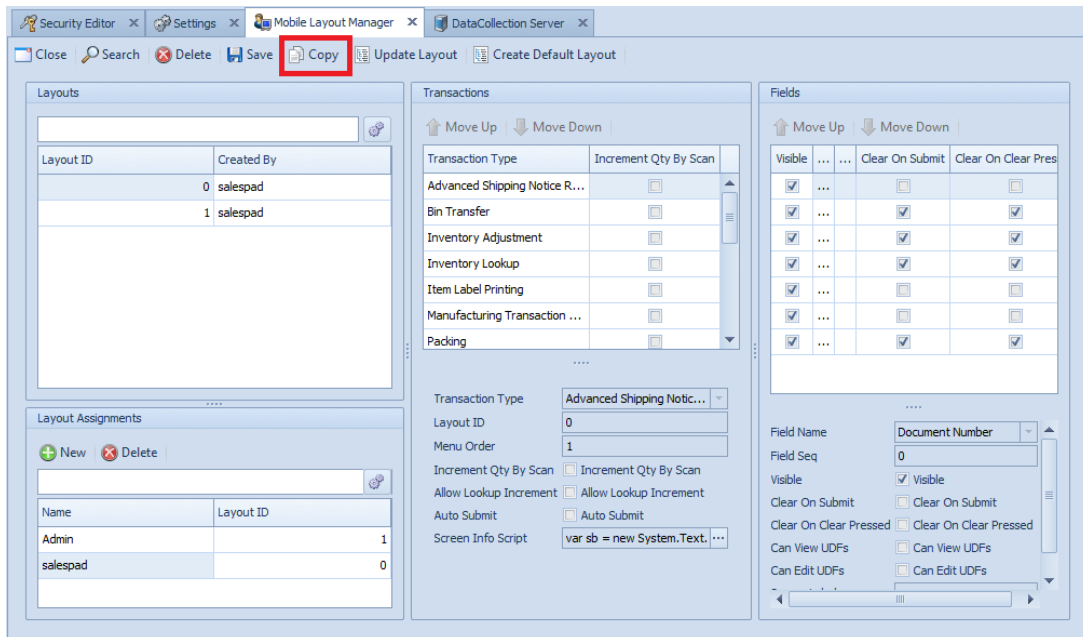 Security Editor
Settings
Mobile Layout Manager
DataCollection Server
Close Search Delete Save Copy Update Layout Create Default Layout
Layouts
Layout ID Created By
0 salespad
1 salespad
Layout Assignments
New Delete
Name Layout ID
Admin 1
salespad 0
Transactions
Move Up Move Down
Transaction Type Increment Qty By Scan
Advanced Shipping Notice R...
Bin Transfer
Inventory Adjustment
Inventory Lookup
Item Label Printing
Manufacturing Transaction ...
Packing
Transaction Type Advanced Shipping Notic...
Layout ID 0
Menu Order 1
Increment Qty By Scan Increment Qty By Scan
Allow Lookup Increment Allow Lookup Increment
Auto Submit Auto Submit
Screen Info Script var sb = new System.Text. ...
Fields
Move Up Move Down
Visible ... ... Clear On Submit Clear On Clear Pres
...
...
...
...
...
...
...
Field Name Document Number
Field Seq 0
Visible Visible
Clear On Submit Clear On Submit
Clear On Clear Pressed Clear On Clear Pressed
Can View UDFs Can View UDFs
Can Edit UDFs Can Edit UDFs